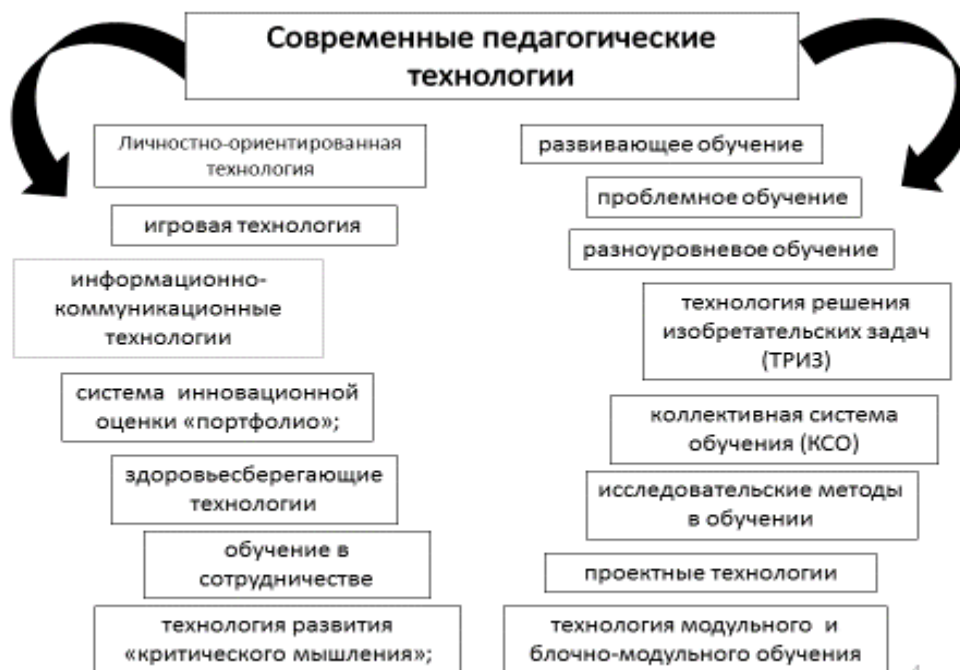 Современные педагогические
технологии
Личностно-ориентированная
технология
игровая технология
информационно-
коммуникационные
технологии
система инновационной
оценки «портфолио»;
здоровьесберегающие
технологии
обучение в
сотрудничестве
технология развития
«критического мышления»;
развивающее обучение
проблемное обучение
разноуровневое обучение
технология решения
изобретательских задач
(ТРИЗ)
коллективная система
обучения (КСО)
исследовательские методы
в обучении
проектные технологии
технология модульного и
блочно-модульного обучения